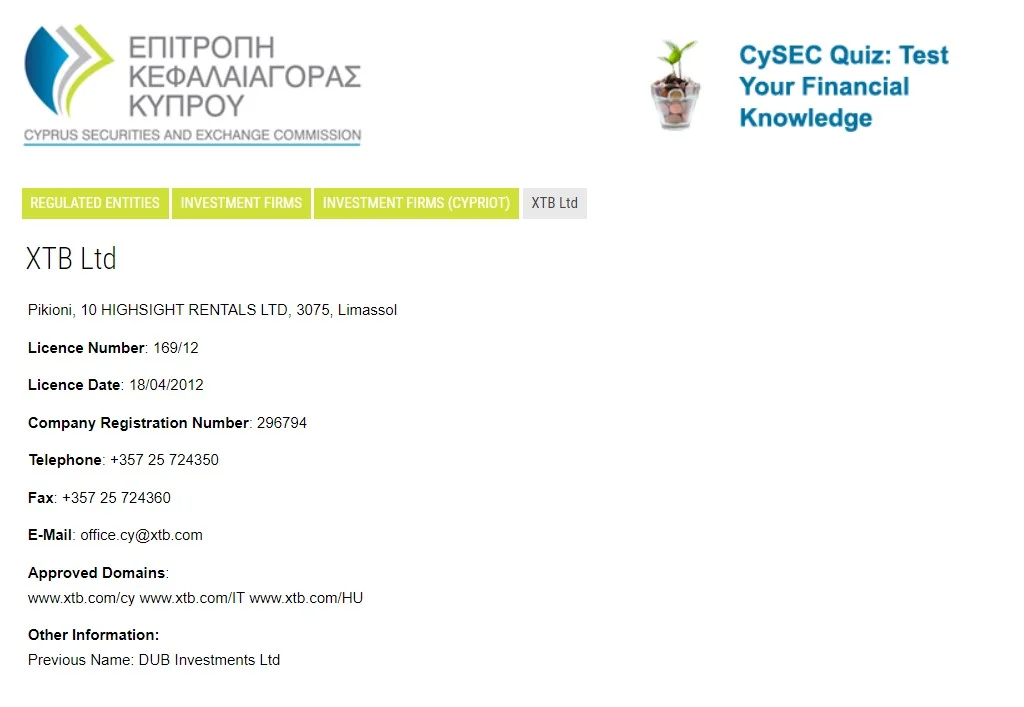 ΕΠΙΤΡΟΠΗ
ΚΕΦΑΛΑΙΑΓΟΡΑΣ
ΚΥΠΡΟΥ
CYPRUS SECURITIES AND EXCHANGE COMMISSION
CySEC Quiz: Test
Your Financial
Knowledge
REGULATED ENTITIES INVESTMENT FIRMS INVESTMENT FIRMS (CYPRIOT) XTB Ltd
XTB Ltd
Pikioni, 10 HIGHSIGHT RENTALS LTD, 3075, Limassol
Licence Number: 169/12
Licence Date: 18/04/2012
Company Registration Number: 296794
Telephone: +357 25 724350
Fax: +357 25 724360
E-Mail: office.cy@xtb.com
Approved Domains:
www.xtb.com/cy www.xtb.com/IT www.xtb.com/HU
Other Information:
Previous Name: DUB Investments Ltd